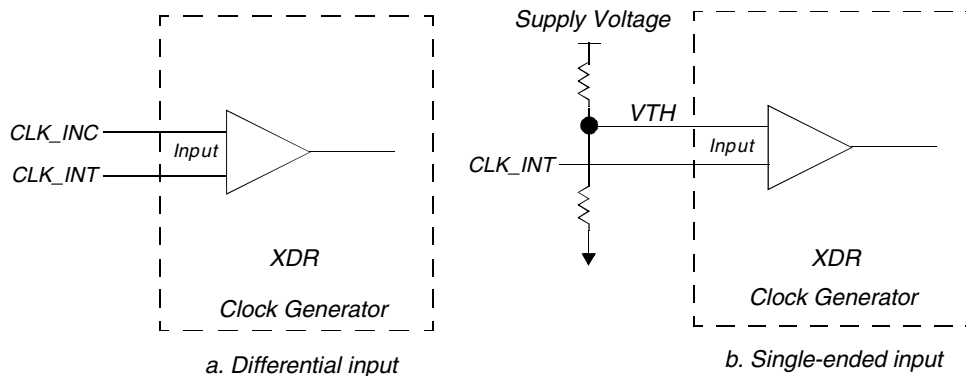 CLK_INC
CLK_INT
Input
XDR
Clock Generator
a. Differential input
Supply Voltage
VTH
CLK_INT
Input
XDR
Clock Generator
b. Single-ended input